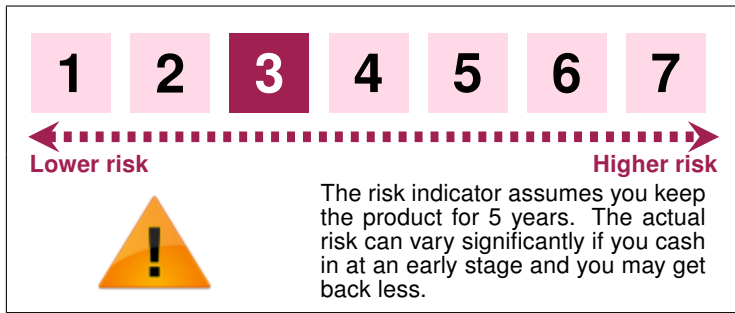 1 2 3 4 5 6 7
Lower risk Higher risk
The risk indicator assumes you keep
the product for 5 years. The actual
risk can vary significantly if you cash
in at an early stage and you may get
back less.